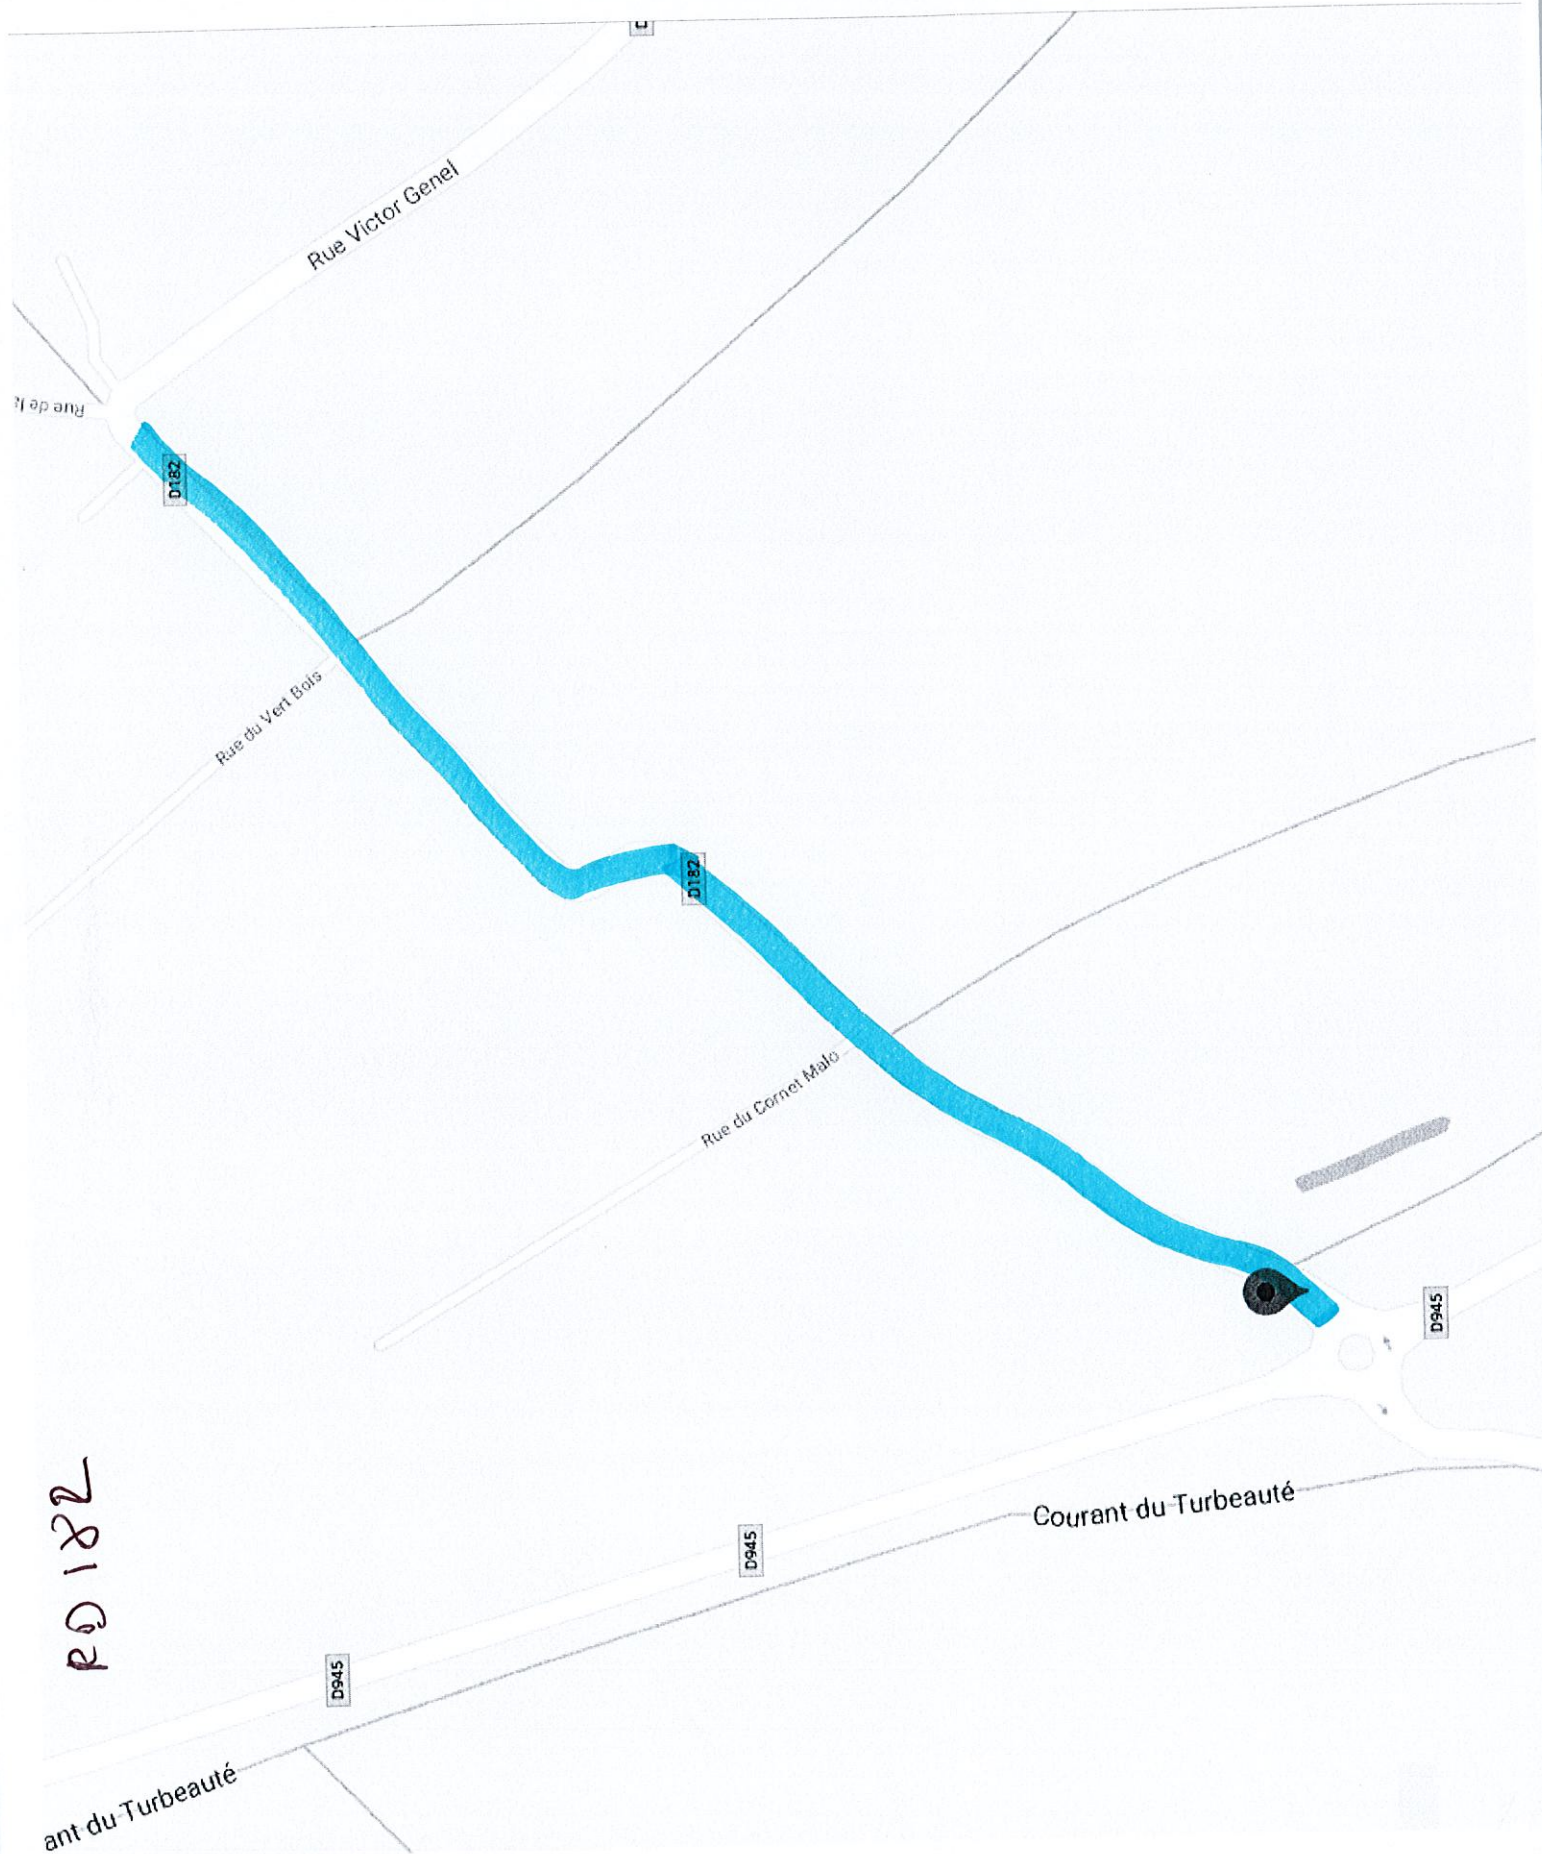 Rue Victor Genel
Rue de la
D182
Rue du Vert Bois
D182
Rue du Cornet Malo
D945
Courant du Turbeauté
D945
RD 182
D945
ant du Turbeauté